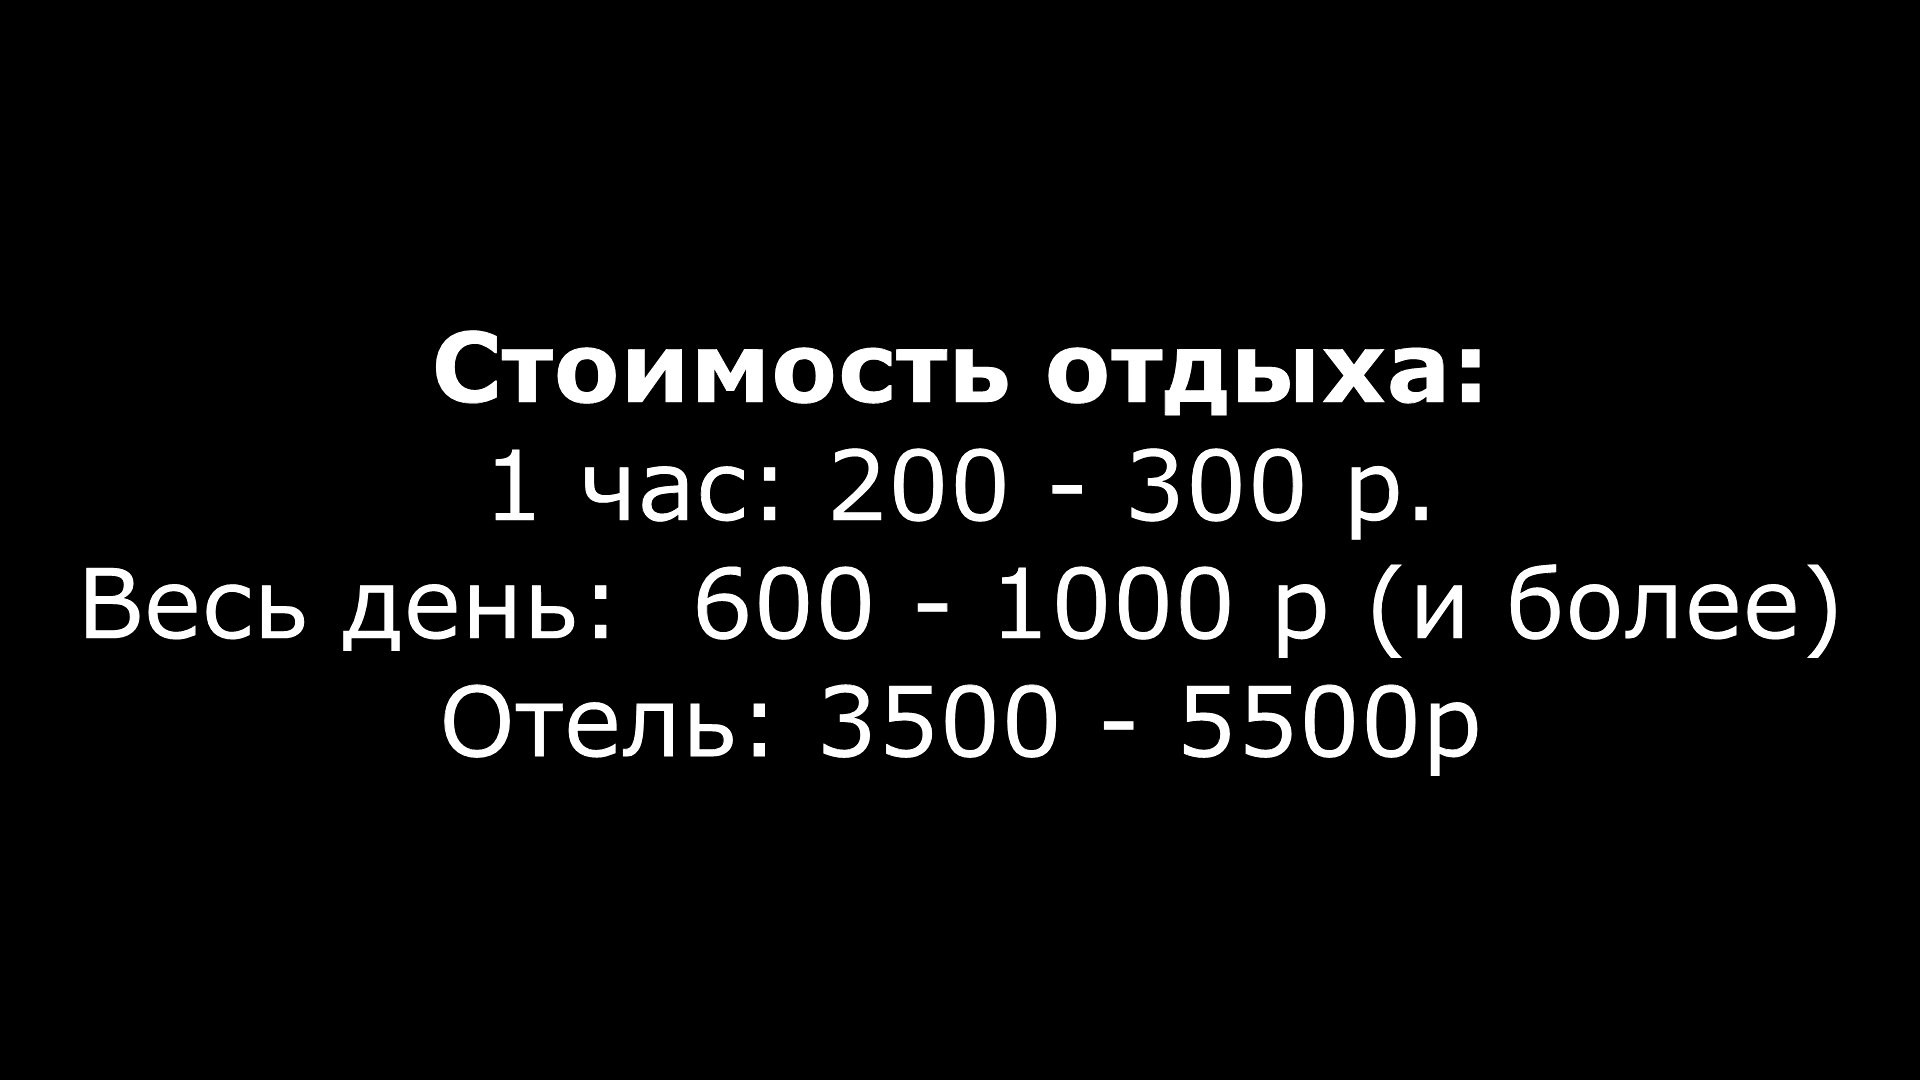 Стоимость отдыха:
1 час: 200 - 300 р.
Весь день:  600 - 1000 р (и более)
Отель: 3500 - 5500р